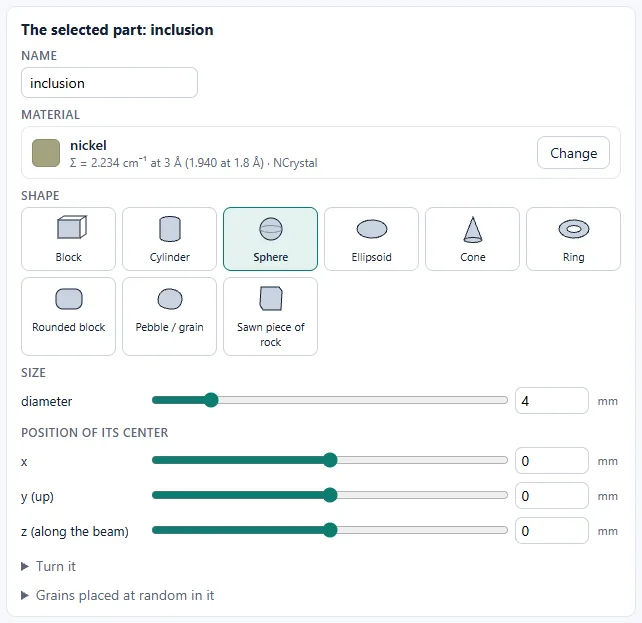 The selected part: inclusion
NAME
inclusion
MATERIAL
nickel
Σ = 2.234 cm⁻¹ at 3 Å (1.940 at 1.8 Å) · NCrystal
Change
SHAPE
Block
Cylinder
Sphere
Ellipsoid
Cone
Ring
Rounded block
Pebble / grain
Sawn piece of
rock
SIZE
diameter
4
mm
POSITION OF ITS CENTER
x
0
mm
y (up)
0
mm
z (along the beam)
0
mm
Turn it
Grains placed at random in it